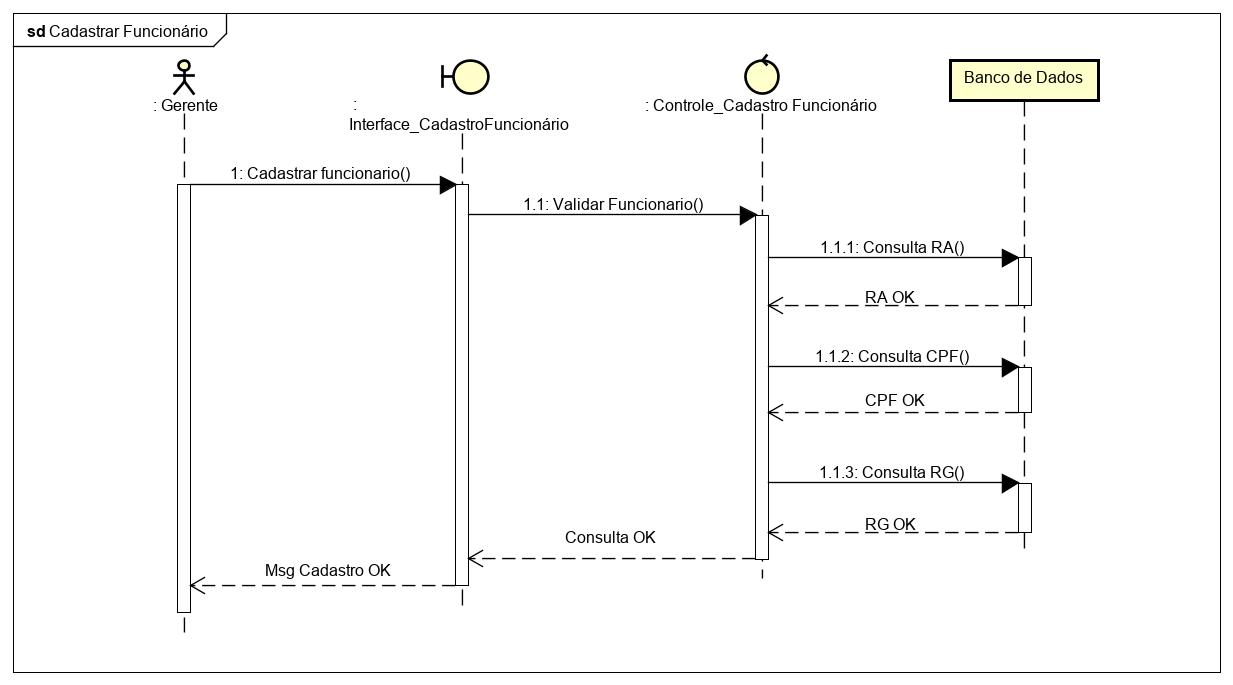 sd Cadastrar Funcionário
: Gerente
:
Interface_CadastroFuncionário
: Controle_Cadastro Funcionário
Banco de Dados
1: Cadastrar funcionario()
1.1: Validar Funcionario()
1.1.1: Consulta RA()
RA OK
1.1.2: Consulta CPF()
CPF OK
1.1.3: Consulta RG()
RG OK
Consulta OK
Msg Cadastro OK